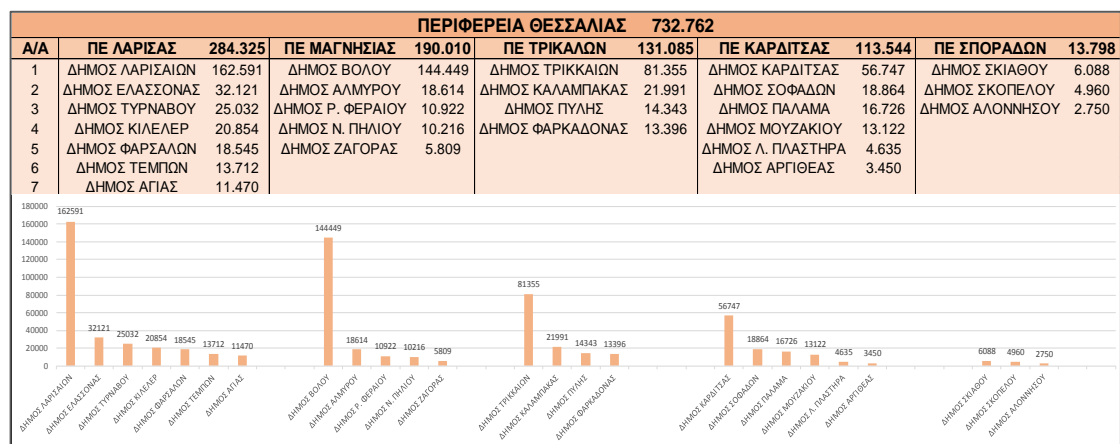 ΠΕΡΙΦΕΡΕΙΑ ΘΕΣΣΑΛΙΑΣ 732.762
Α/Α ΠΕ ΛΑΡΙΣΑΣ 284.325 ΠΕ ΜΑΓΝΗΣΙΑΣ 190.010 ΠΕ ΤΡΙΚΑΛΩΝ 131.085 ΠΕ ΚΑΡΔΙΤΣΑΣ 113.544 ΠΕ ΣΠΟΡΑΔΩΝ 13.798
1 ΔΗΜΟΣ ΛΑΡΙΣΑΙΩΝ 162.591 ΔΗΜΟΣ ΒΟΛΟΥ 144.449 ΔΗΜΟΣ ΤΡΙΚΚΑΙΩΝ 81.355 ΔΗΜΟΣ ΚΑΡΔΙΤΣΑΣ 56.747 ΔΗΜΟΣ ΣΚΙΑΘΟΥ 6.088
2 ΔΗΜΟΣ ΕΛΑΣΣΟΝΑΣ 32.121 ΔΗΜΟΣ ΑΛΜΥΡΟΥ 18.614 ΔΗΜΟΣ ΚΑΛΑΜΠΑΚΑΣ 21.991 ΔΗΜΟΣ ΣΟΦΑΔΩΝ 18.864 ΔΗΜΟΣ ΣΚΟΠΕΛΟΥ 4.960
3 ΔΗΜΟΣ ΤΥΡΝΑΒΟΥ 25.032 ΔΗΜΟΣ Ρ. ΦΕΡΑΙΟΥ 10.922 ΔΗΜΟΣ ΠΥΛΗΣ 14.343 ΔΗΜΟΣ ΠΑΛΑΜΑ 16.726 ΔΗΜΟΣ ΑΛΟΝΝΗΣΟΥ 2.750
4 ΔΗΜΟΣ ΚΙΛΕΛΕΡ 20.854 ΔΗΜΟΣ Ν. ΠΗΛΙΟΥ 10.216 ΔΗΜΟΣ ΦΑΡΚΑΔΟΝΑΣ 13.396 ΔΗΜΟΣ ΜΟΥΖΑΚΙΟΥ 13.122
5 ΔΗΜΟΣ ΦΑΡΣΑΛΩΝ 18.545 ΔΗΜΟΣ ΖΑΓΟΡΑΣ 5.809 ΔΗΜΟΣ Λ. ΠΛΑΣΤΗΡΑ 4.635
6 ΔΗΜΟΣ ΤΕΜΠΩΝ 13.712 ΔΗΜΟΣ ΑΡΓΙΘΕΑΣ 3.450
7 ΔΗΜΟΣ ΑΓΙΑΣ 11.470
180000
160000
140000
120000
100000
80000
60000
40000
20000
0
162591 32121 25032 20854 18545 13712 11470 144449 18614 10922 10216 5809 81355 21991 14343 13396 56747 18864 16726 13122 4635 3450 6088 4960 2750
ΔΗΜΟΣ ΛΑΡΙΣΑΙΩΝ
ΔΗΜΟΣ ΕΛΑΣΣΟΝΑΣ
ΔΗΜΟΣ ΤΥΡΝΑΒΟΥ
ΔΗΜΟΣ ΚΙΛΕΛΕΡ
ΔΗΜΟΣ ΦΑΡΣΑΛΩΝ
ΔΗΜΟΣ ΤΕΜΠΩΝ
ΔΗΜΟΣ ΑΓΙΑΣ
ΔΗΜΟΣ ΒΟΛΟΥ
ΔΗΜΟΣ ΑΛΜΥΡΟΥ
ΔΗΜΟΣ Ρ. ΦΕΡΑΙΟΥ
ΔΗΜΟΣ Ν. ΠΗΛΙΟΥ
ΔΗΜΟΣ ΖΑΓΟΡΑΣ
ΔΗΜΟΣ ΤΡΙΚΚΑΙΩΝ
ΔΗΜΟΣ ΚΑΛΑΜΠΑΚΑΣ
ΔΗΜΟΣ ΠΥΛΗΣ
ΔΗΜΟΣ ΦΑΡΚΑΔΟΝΑΣ
ΔΗΜΟΣ ΚΑΡΔΙΤΣΑΣ
ΔΗΜΟΣ ΣΟΦΑΔΩΝ
ΔΗΜΟΣ ΠΑΛΑΜΑ
ΔΗΜΟΣ ΜΟΥΖΑΚΙΟΥ
ΔΗΜΟΣ Λ. ΠΛΑΣΤΗΡΑ
ΔΗΜΟΣ ΑΡΓΙΘΕΑΣ
ΔΗΜΟΣ ΣΚΙΑΘΟΥ
ΔΗΜΟΣ ΣΚΟΠΕΛΟΥ
ΔΗΜΟΣ ΑΛΟΝΝΗΣΟΥ